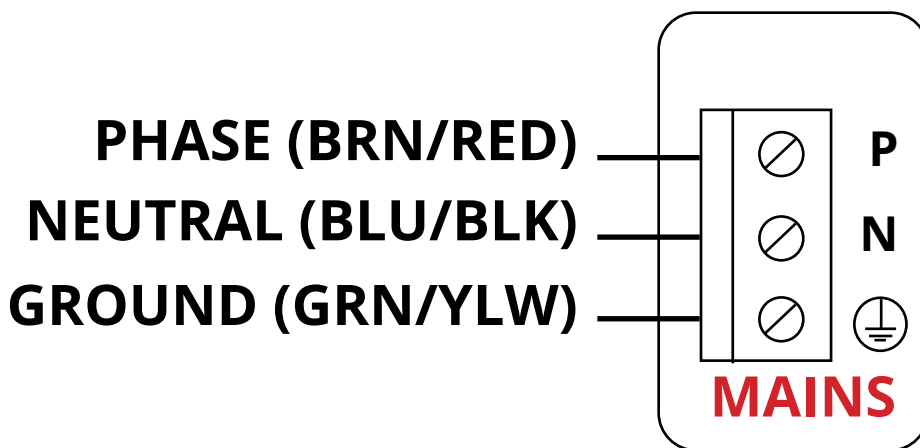 PHASE (BRN/RED) P
NEUTRAL (BLU/BLK) N
GROUND (GRN/YLW)
MAINS